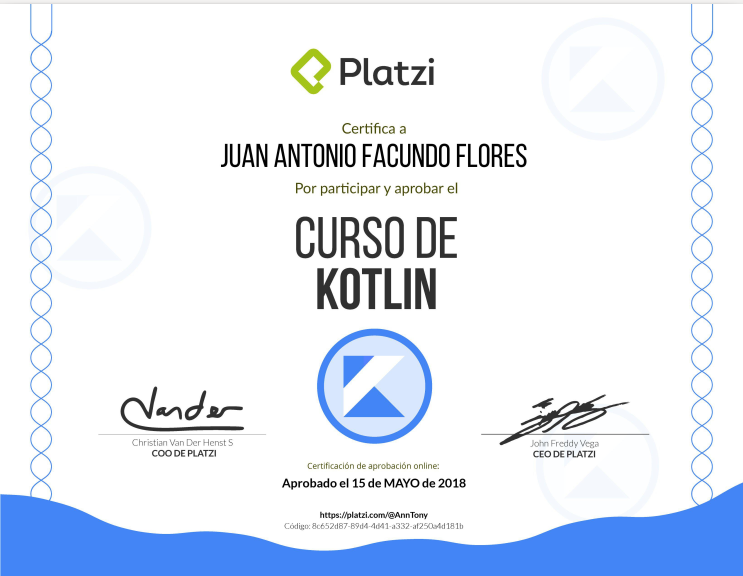 Platzi
Certifica a
JUAN ANTONIO FACUNDO FLORES
Por participar y aprobar el
CURSO DE
KOTLIN
Vander
Christian Van Der Henst S
COO DE PLATZI
John Freddy Vega
CEO DE PLATZI
Certificación de aprobación online:
Aprobado el 15 de MAYO de 2018
https://platzi.com/@AnnTony
Código: 8c652d87-89d4-4d41-a332-af250a4d181b